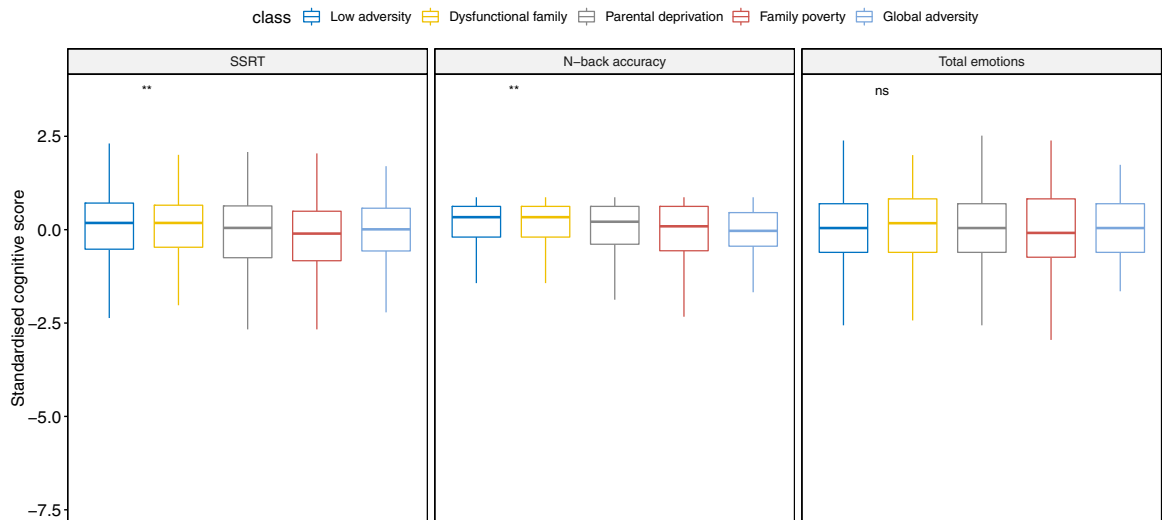 class Low adversity Dysfunctional family Parental deprivation Family poverty Global adversity
SSRT N−back accuracy Total emotions
** ** ns
Standardised cognitive score
2.5
0.0
−2.5
−5.0
−7.5